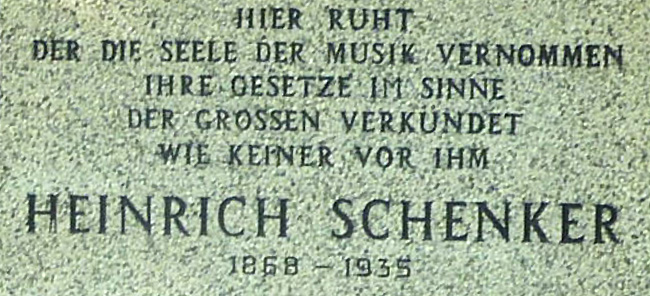 HIER RUHT
DER DIE SEELE DER MUSIK VERNOMMEN
IHRE GESETZE IM SINNE
DER GROSSEN VERKÜNDET
WIE KEINER VOR IHM
HEINRICH SCHENKER
1868 – 1935